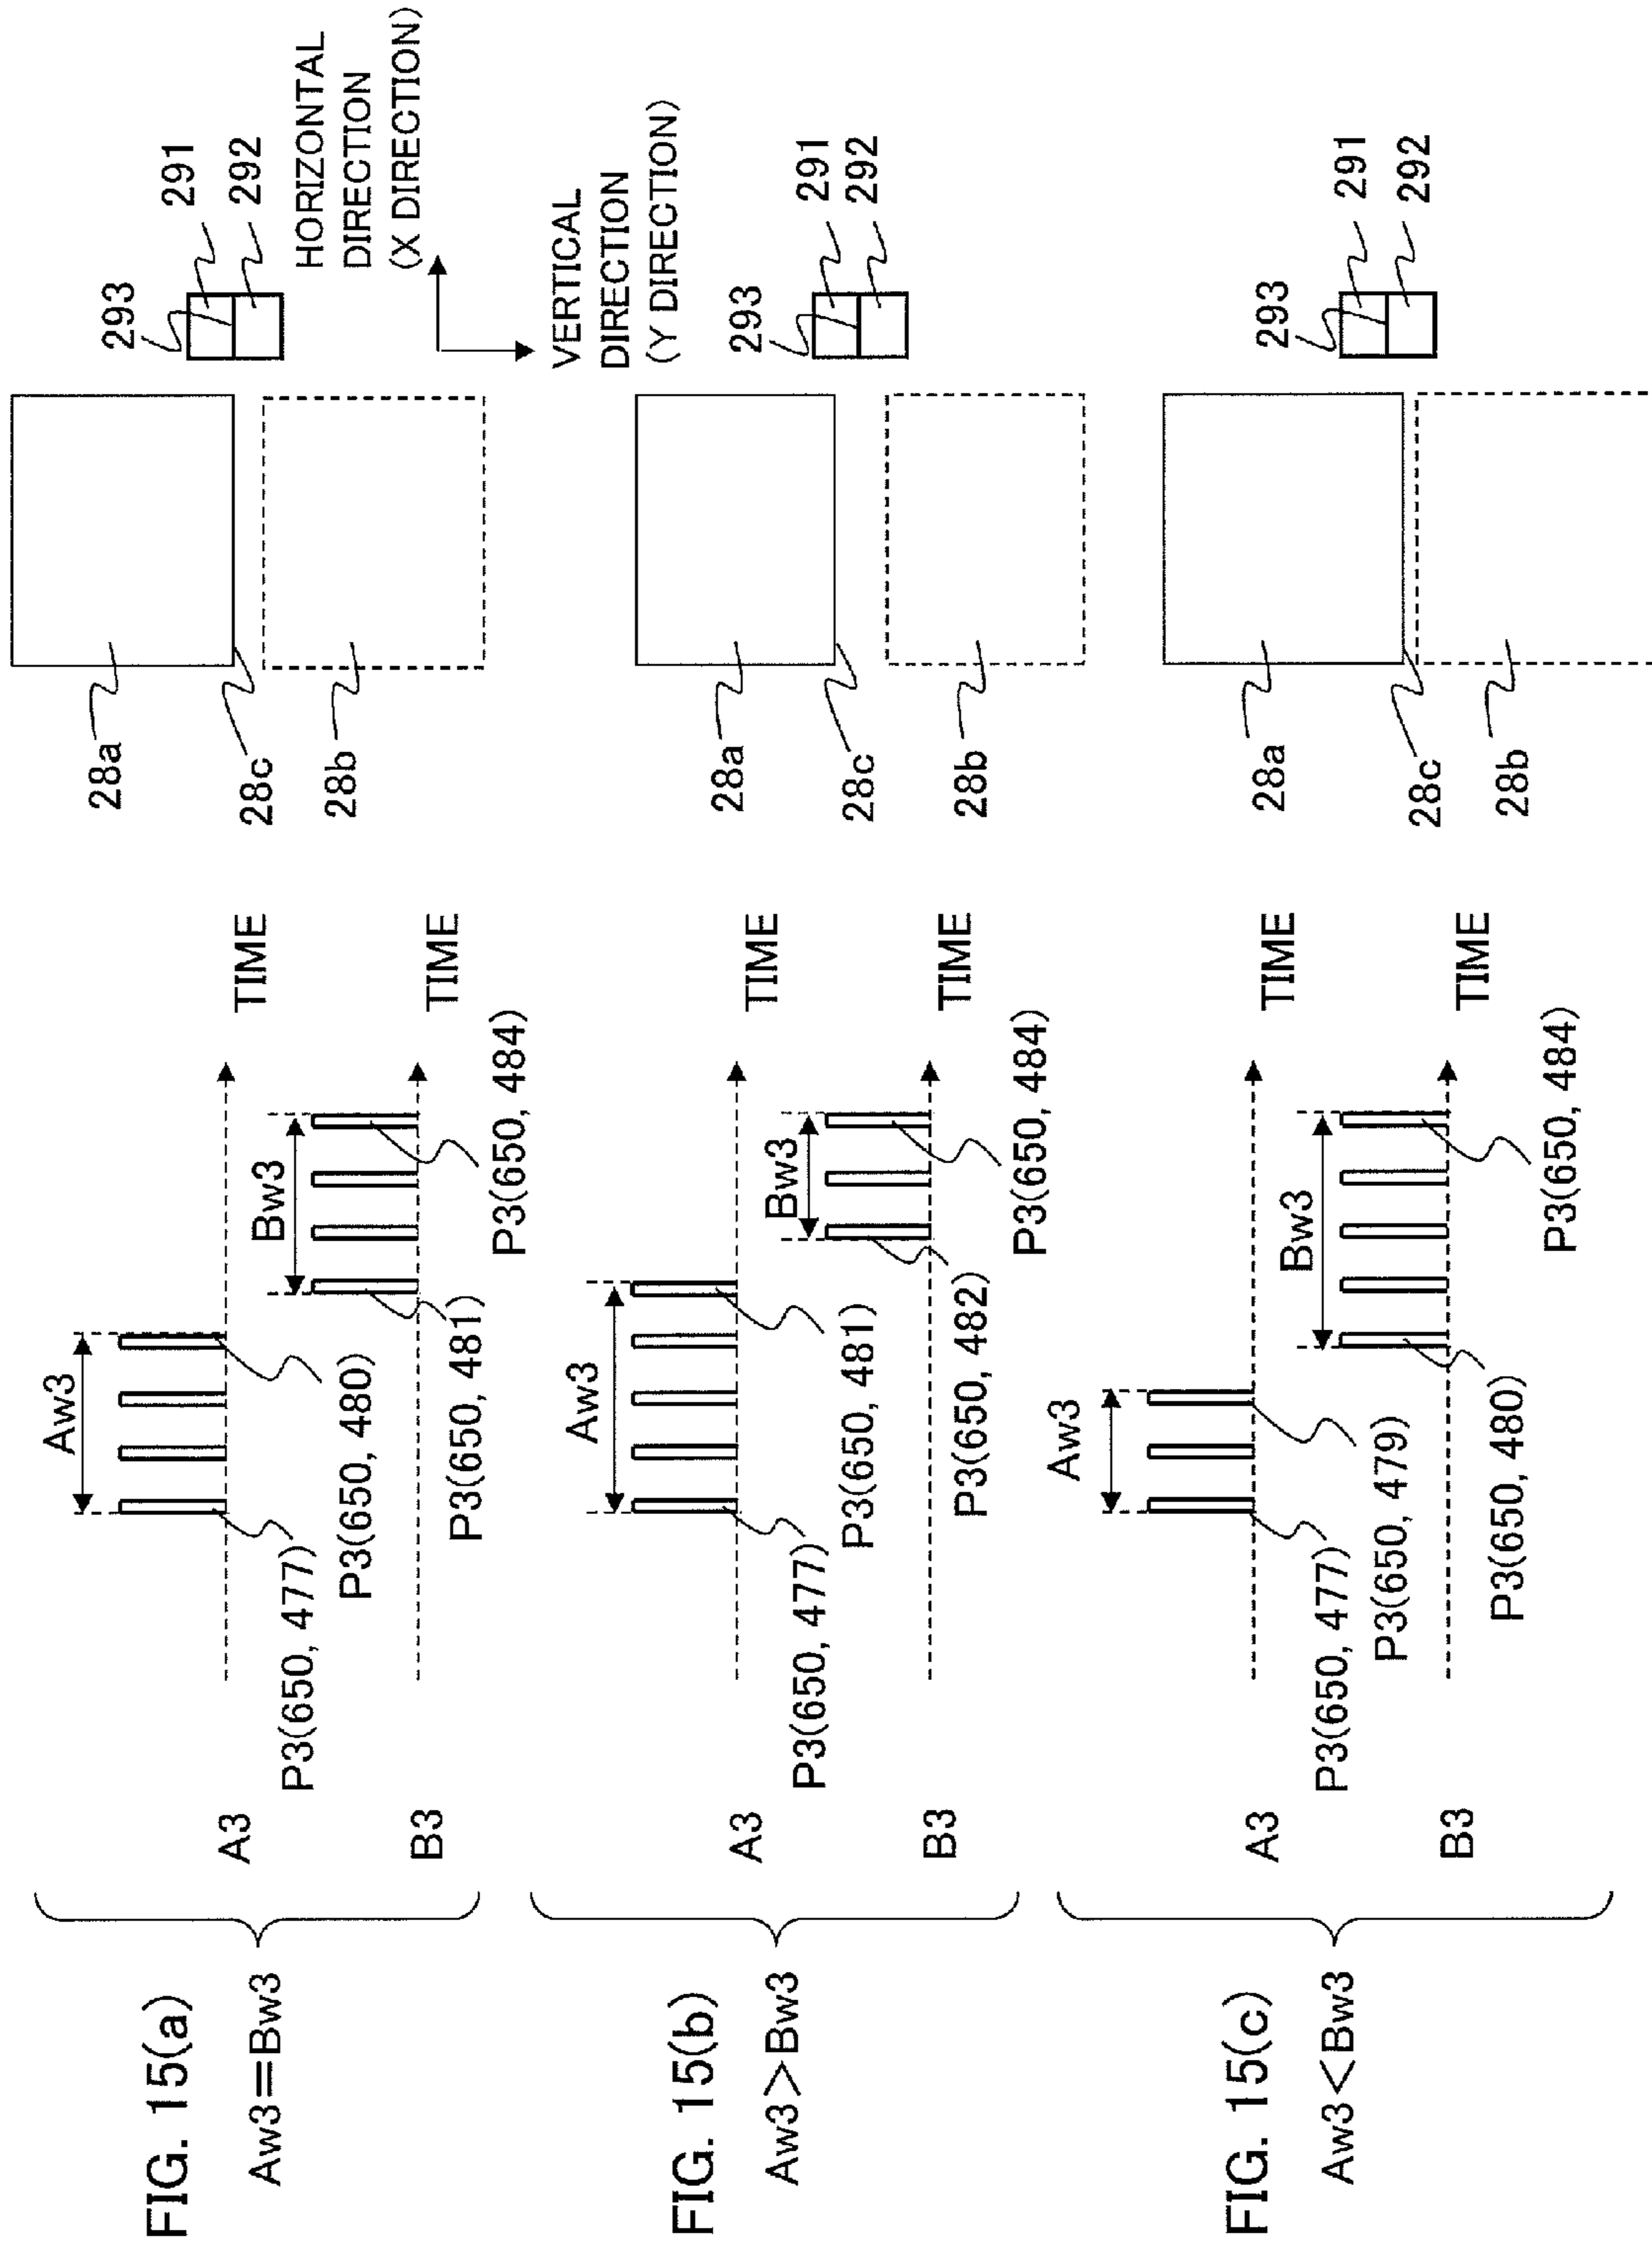 FIG. 15(a)
Aw3=Bw3
A3
B3
Aw3
TIME
P3(650, 477)
P3(650, 480)
Bw3
TIME
P3(650, 481)
P3(650, 484)
28a
28c
28b
293
291
292
HORIZONTAL
DIRECTION
(X DIRECTION)
VERTICAL
DIRECTION
(Y DIRECTION)
FIG. 15(b)
Aw3>Bw3
A3
B3
Aw3
TIME
P3(650, 477)
P3(650, 481)
Bw3
TIME
P3(650, 482)
P3(650, 484)
28a
28c
28b
293
291
292
FIG. 15(c)
Aw3<Bw3
A3
B3
Aw3
TIME
P3(650, 477)
P3(650, 479)
Bw3
TIME
P3(650, 480)
P3(650, 484)
28a
28c
28b
293
291
292